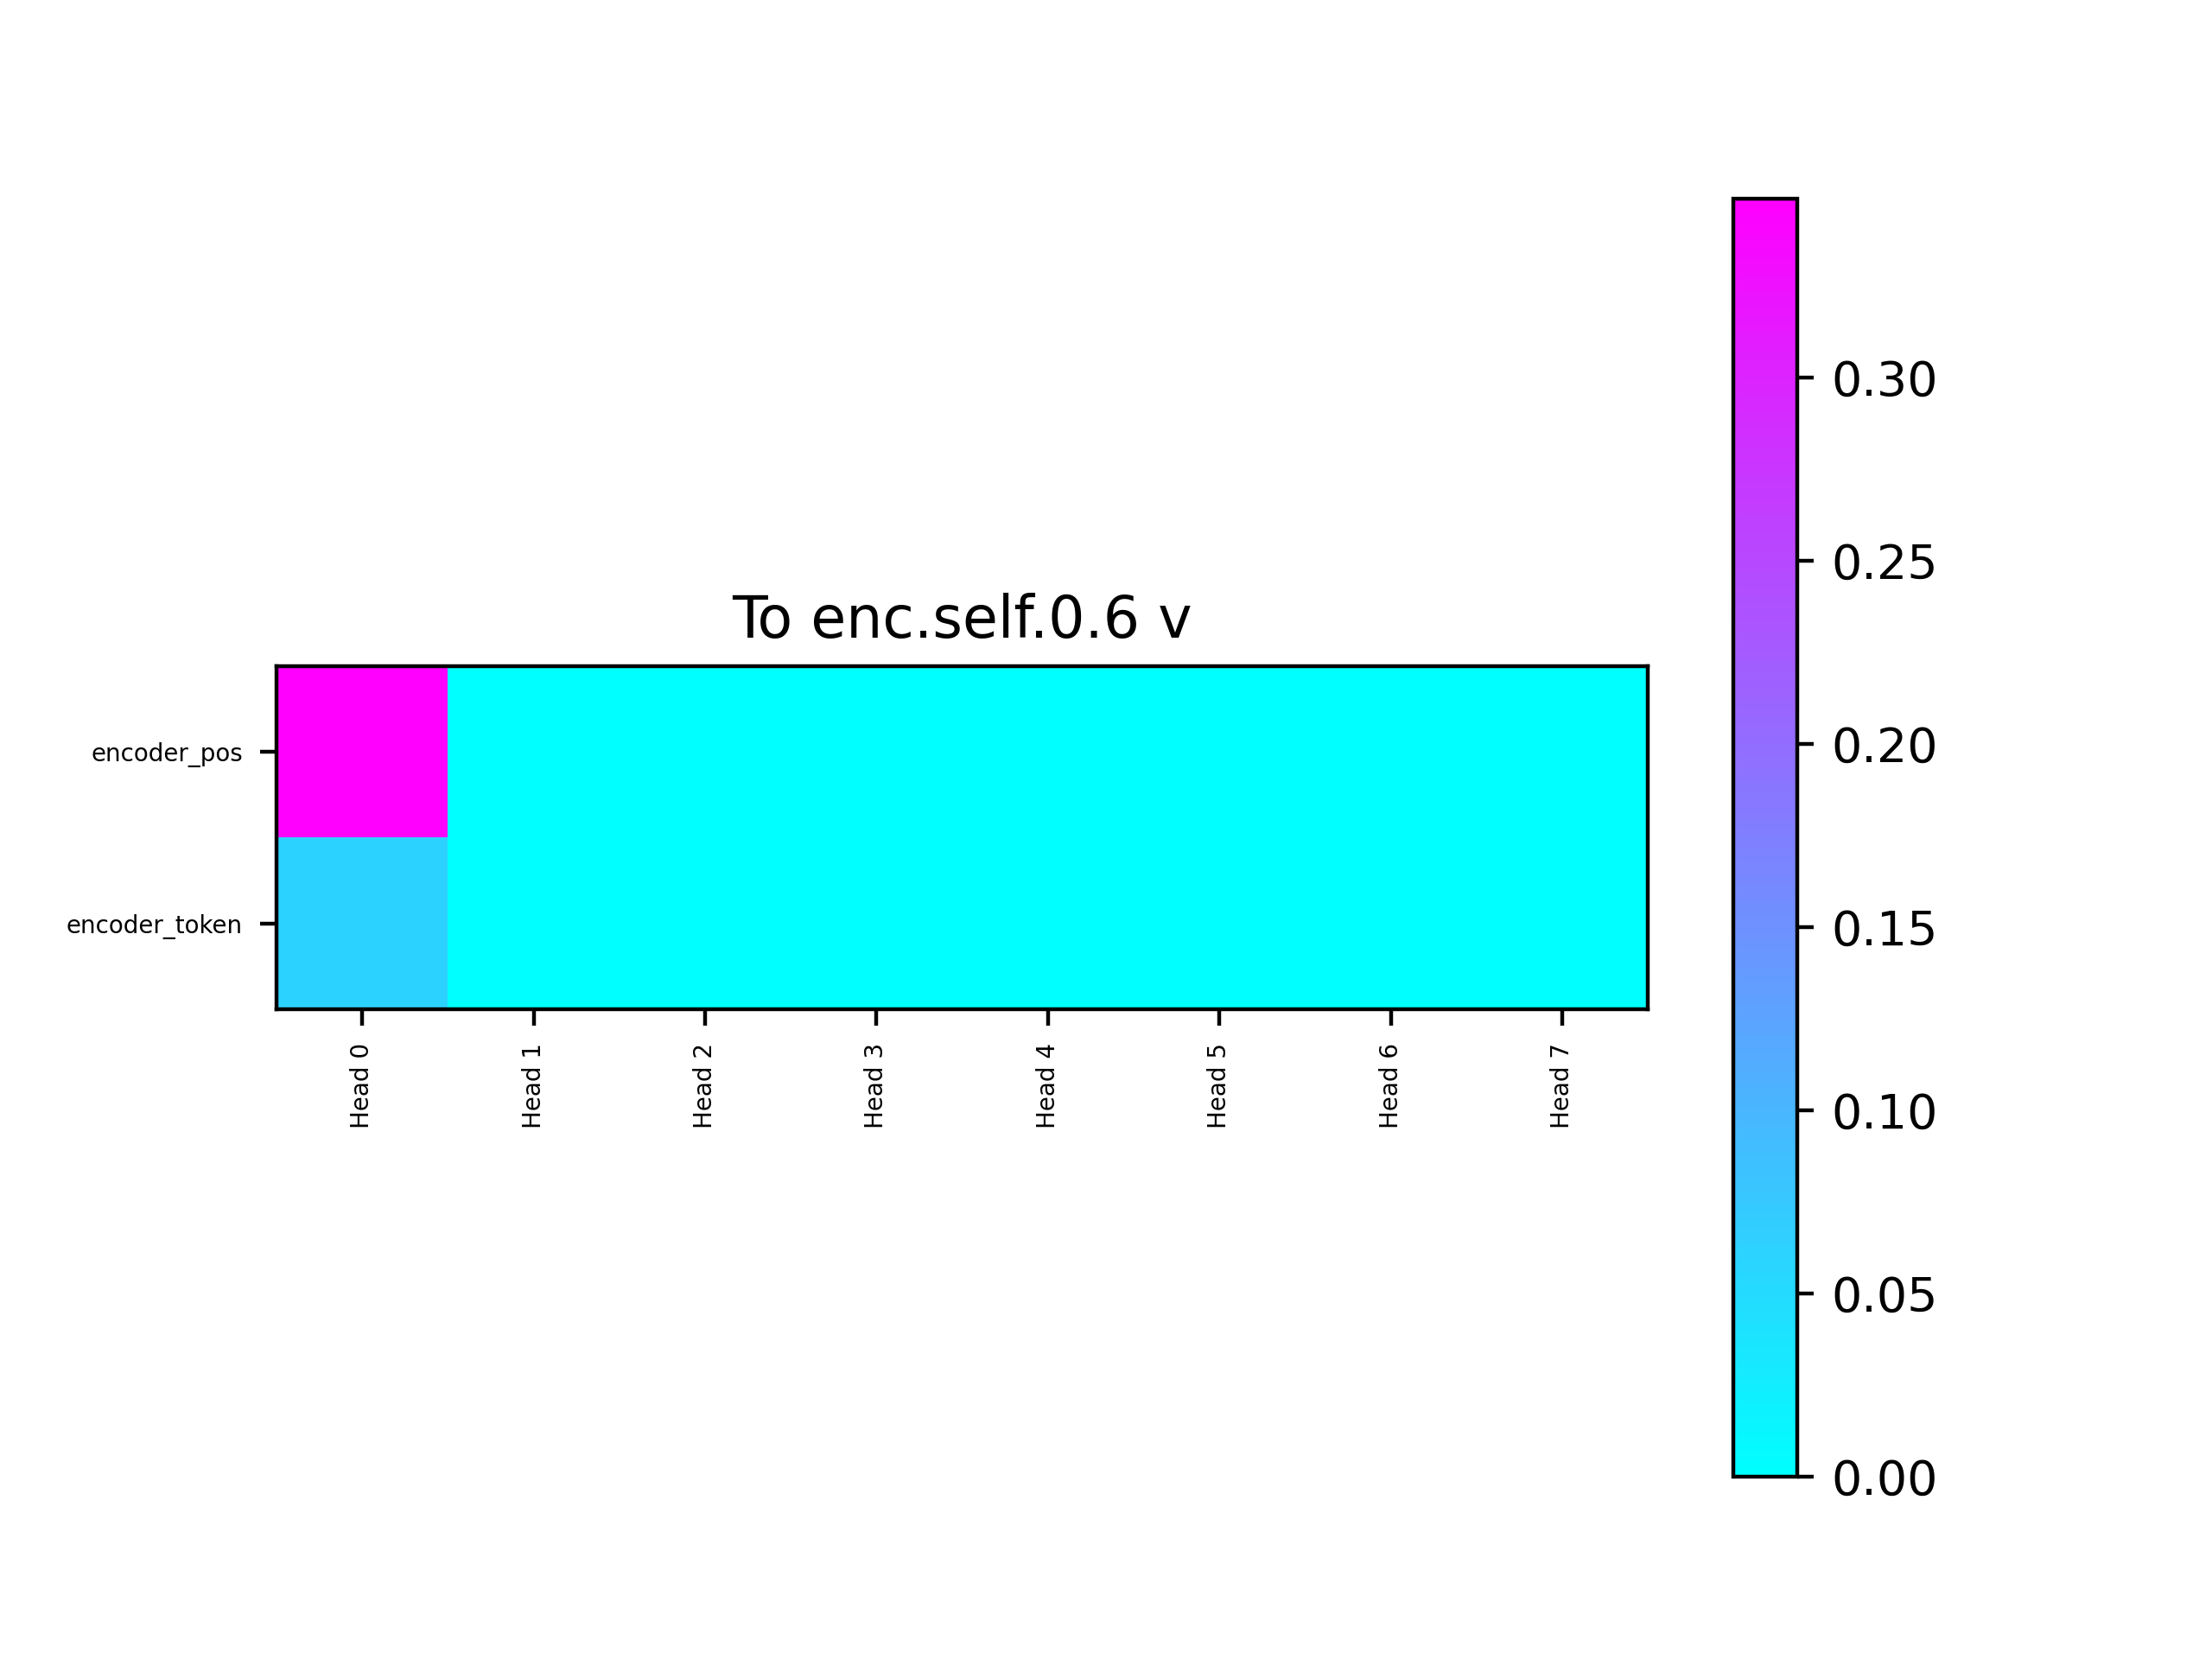 To enc.self.0.6 v
encoder_pos
encoder_token
Head 0
Head 1
Head 2
Head 3
Head 4
Head 5
Head 6
Head 7
0.30
0.25
0.20
0.15
0.10
0.05
0.00